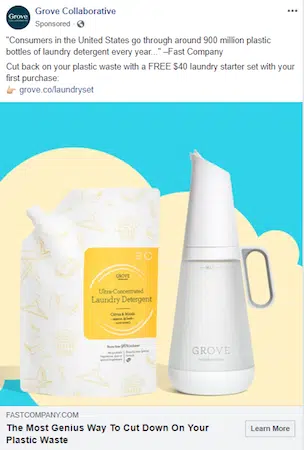 Grove Collaborative
Sponsored ·
"Consumers in the United States go through around 900 million plastic
bottles of laundry detergent every year..." –Fast Company
Cut back on your plastic waste with a FREE $40 laundry starter set with your
first purchase:
grove.co/laundryset
GROVE
Ultra-Concentrated
Laundry Detergent
GROVE
FASTCOMPANY.COM
The Most Genius Way To Cut Down On Your
Plastic Waste
Learn More